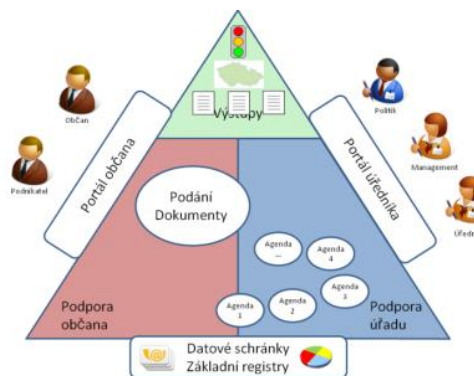 Výstupy
Občan
Podnikatel
Portál občana
Politik
Management
Portál úředníka
Podání
Dokumenty
Agenda
...
Agenda
4
Agenda
3
Agenda
2
Agenda
1
Podpora
občana
Podpora
úřadu
Datové schránky
Základní registry